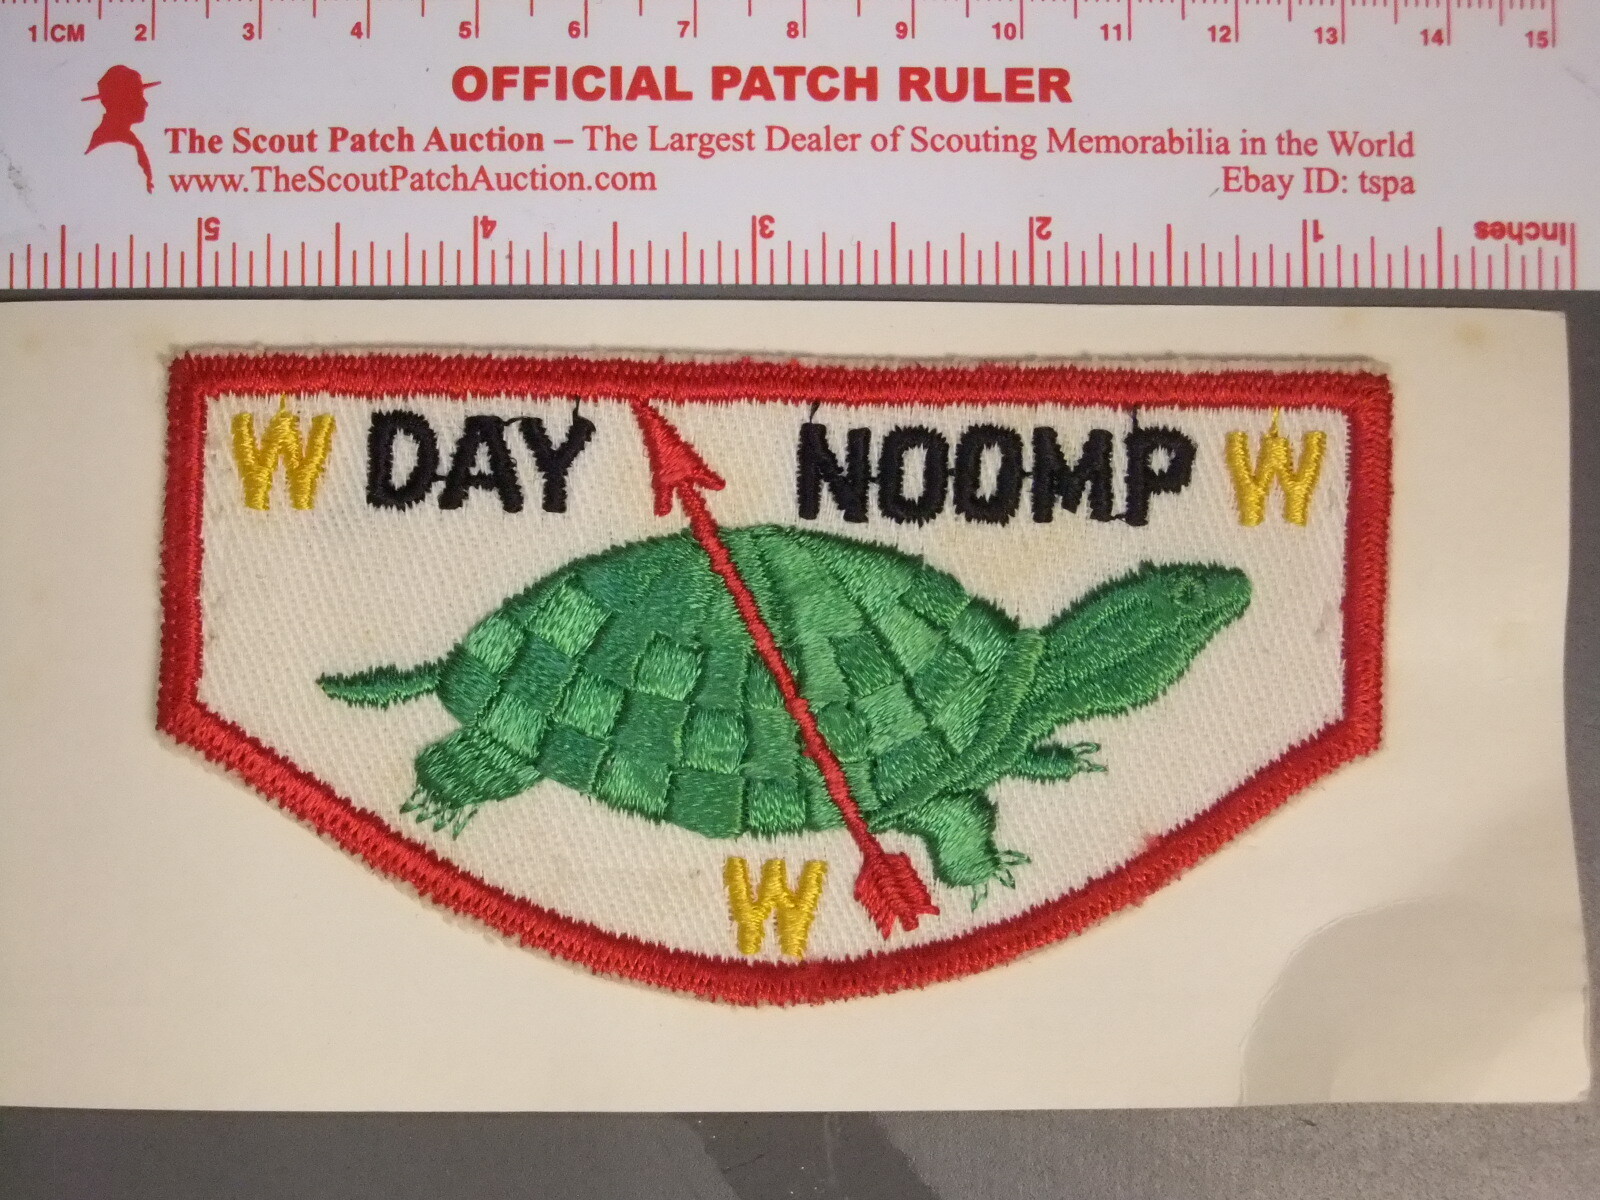 1 CM 2 3 4 5 6 7 8 9 10 11 12 13 14 15
OFFICIAL PATCH RULER
The Scout Patch Auction – The Largest Dealer of Scouting Memorabilia in the World
www.TheScoutPatchAuction.com Ebay ID: tspa
5 4 3 2 1 Inches
W DAY NOOMP W
W